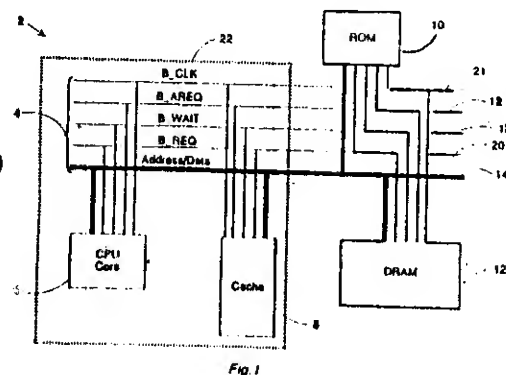 2
22
ROM
10
B_CLK
21
B_AREQ
4
B_WAIT
B_REQ
20
Address/Data
14
CPU
Core
Cache
DRAM
12
8
Fig. 1